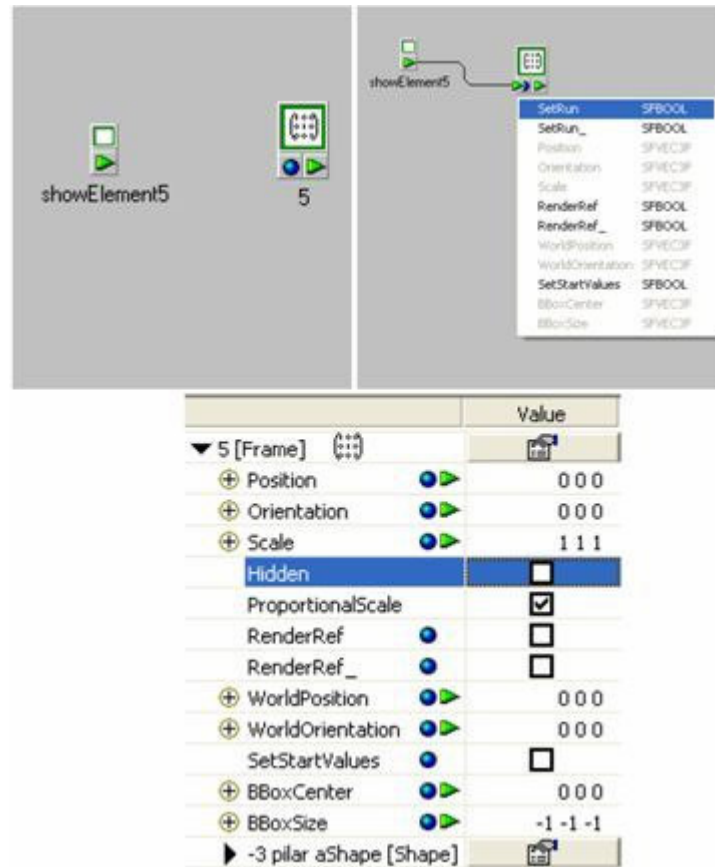 showElement5
5
showElement5
SetRun SFBOOL
SetRun_ SFBOOL
Position SFVEC3F
Orientation SFVEC3F
Scale SFVEC3F
RenderRef SFBOOL
RenderRef_ SFBOOL
WorldPosition SFVEC3F
WorldOrientation SFVEC3F
SetStartValues SFBOOL
BBoxCenter SFVEC3F
BBoxSize SFVEC3F
Value
5 [Frame]
Position 0 0 0
Orientation 0 0 0
Scale 1 1 1
Hidden
ProportionalScale
RenderRef
RenderRef_
WorldPosition 0 0 0
WorldOrientation 0 0 0
SetStartValues
BBoxCenter 0 0 0
BBoxSize -1 -1 -1
-3 pilar aShape [Shape]